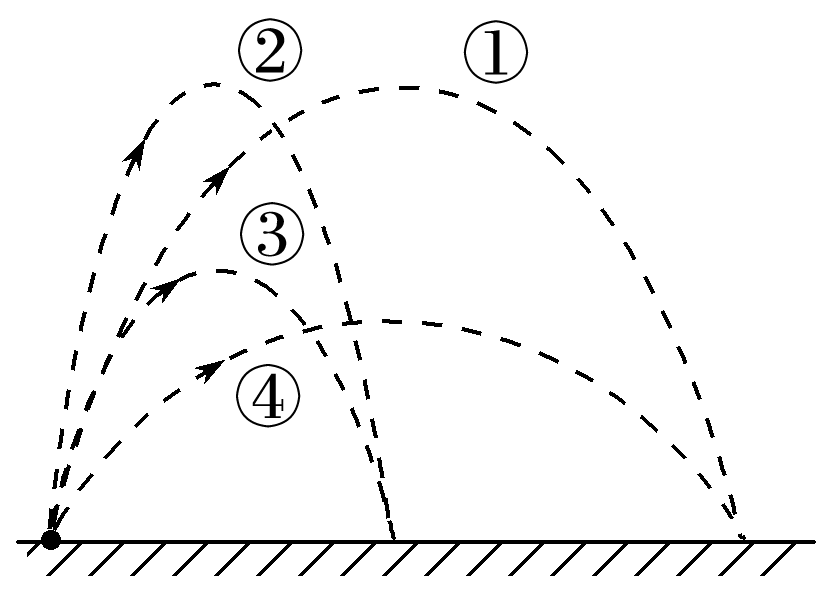 ② ①
③
④